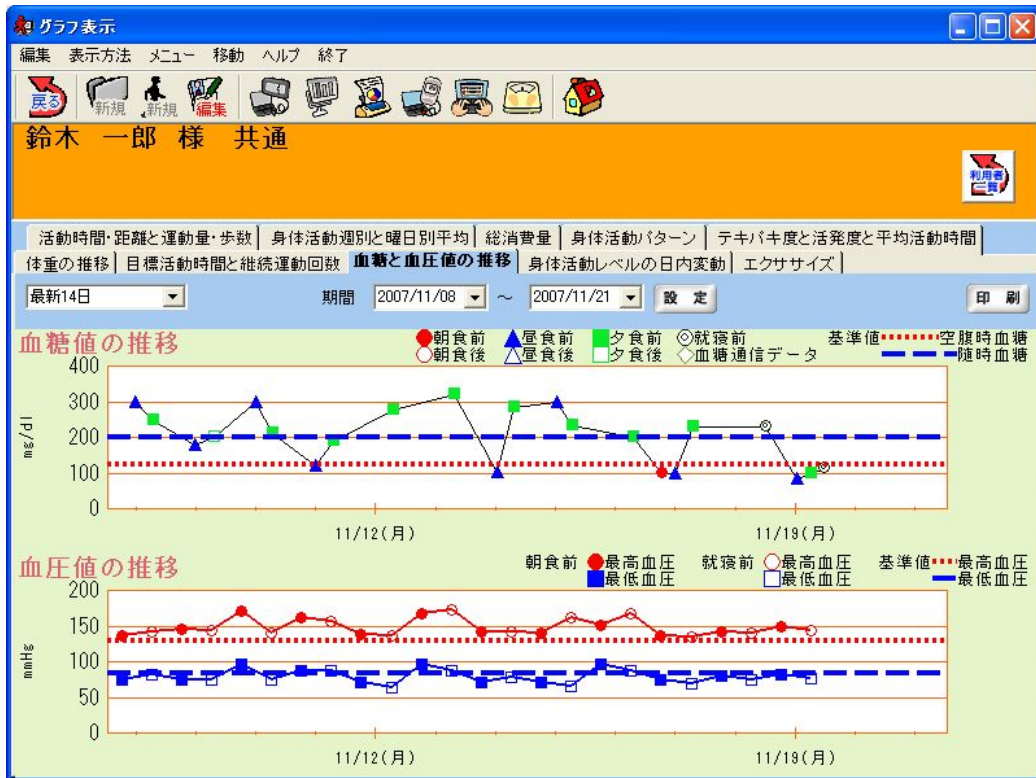 グラフ表示
編集 表示方法 メニュー 移動 ヘルプ 終了
戻る 新規 新規 編集
鈴木 一郎 様 共通
利用者一覧
活動時間・距離と運動量・歩数 身体活動週別と曜日別平均 総消費量 身体活動パターン テキパキ度と活発度と平均活動時間
体重の推移 目標活動時間と継続運動回数 血糖と血圧値の推移 身体活動レベルの日内変動 エクササイズ
最新14日 期間 2007/11/08 ～ 2007/11/21 設 定 印 刷
血糖値の推移
朝食前 昼食前 夕食前 就寝前 基準値 空腹時血糖
朝食後 昼食後 夕食後 血糖通信データ 随時血糖
400
300
200
100
0
mg/dl
11/12(月) 11/19(月)
血圧値の推移
朝食前 最高血圧 就寝前 最高血圧 基準値 最高血圧
最低血圧 最低血圧 最低血圧
200
150
100
50
0
mmHg
11/12(月) 11/19(月)